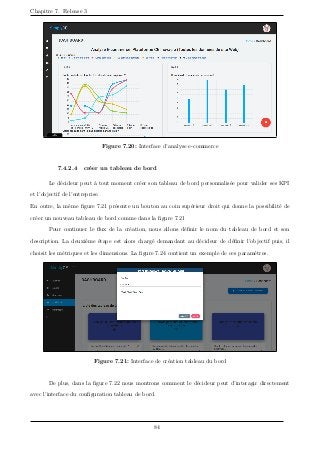 Chapitre 7. Release 3
DASHBOARD
Figure 7.20: Interface d'analyse e-commerce
7.4.2.4 créer un tableau de bord
Le décideur peut à tout moment créer son tableau de bord personnalisée pour valider ses KPI
et l'objectif de l'entreprise.
En outre, la même figure 7.21 présente un bouton au coin supérieur droit qui donne la possibilité de
créer un nouveau tableau de bord, comme dans la figure 7.21
Pour continuer le flux de la création, nous allons définir le nom du tableau de bord et son
description. La deuxième étape est alors chargé demandant au décideur de définir l'objectif puis, il
choisit les métriques et les dimensions. La figure 7.24 contient un exemple de ces paramètres.
DASHBOARD
Figure 7.21: Interface de création tableau du bord
De plus, dans la figure 7.22 nous montrons comment le décideur peut d'interagir directement
avec l'interface du configuration tableau de bord.
84